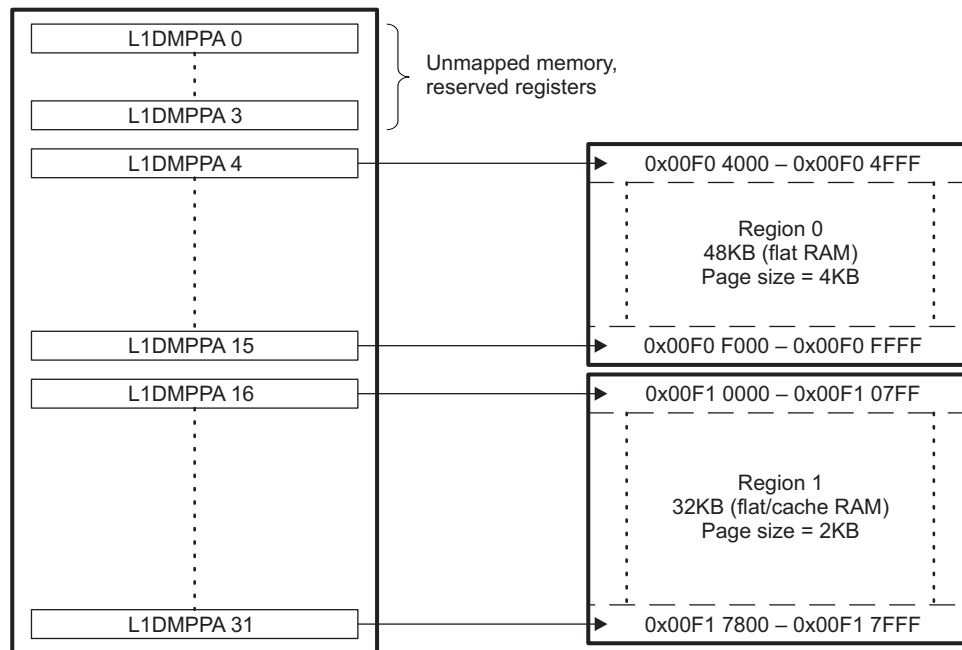 L1DMPPA 0
Unmapped memory,
reserved registers
L1DMPPA 3
L1DMPPA 4
0x00F0 4000 – 0x00F0 4FFF
Region 0
48KB (flat RAM)
Page size = 4KB
L1DMPPA 15
0x00F0 F000 – 0x00F0 FFFF
L1DMPPA 16
0x00F1 0000 – 0x00F1 07FF
Region 1
32KB (flat/cache RAM)
Page size = 2KB
L1DMPPA 31
0x00F1 7800 – 0x00F1 7FFF